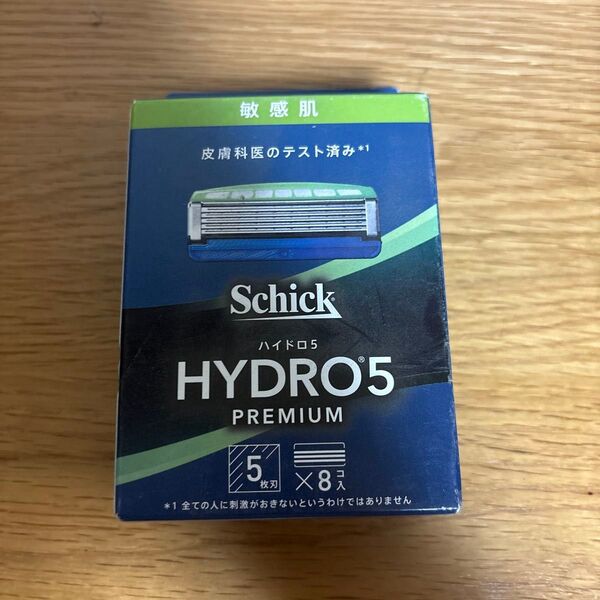 敏感肌
皮膚科医のテスト済み*1
Schick
ハイドロ5
HYDRO®5
PREMIUM
5枚刃 ×8コ入
*1 全ての人に刺激がおきないというわけではありません